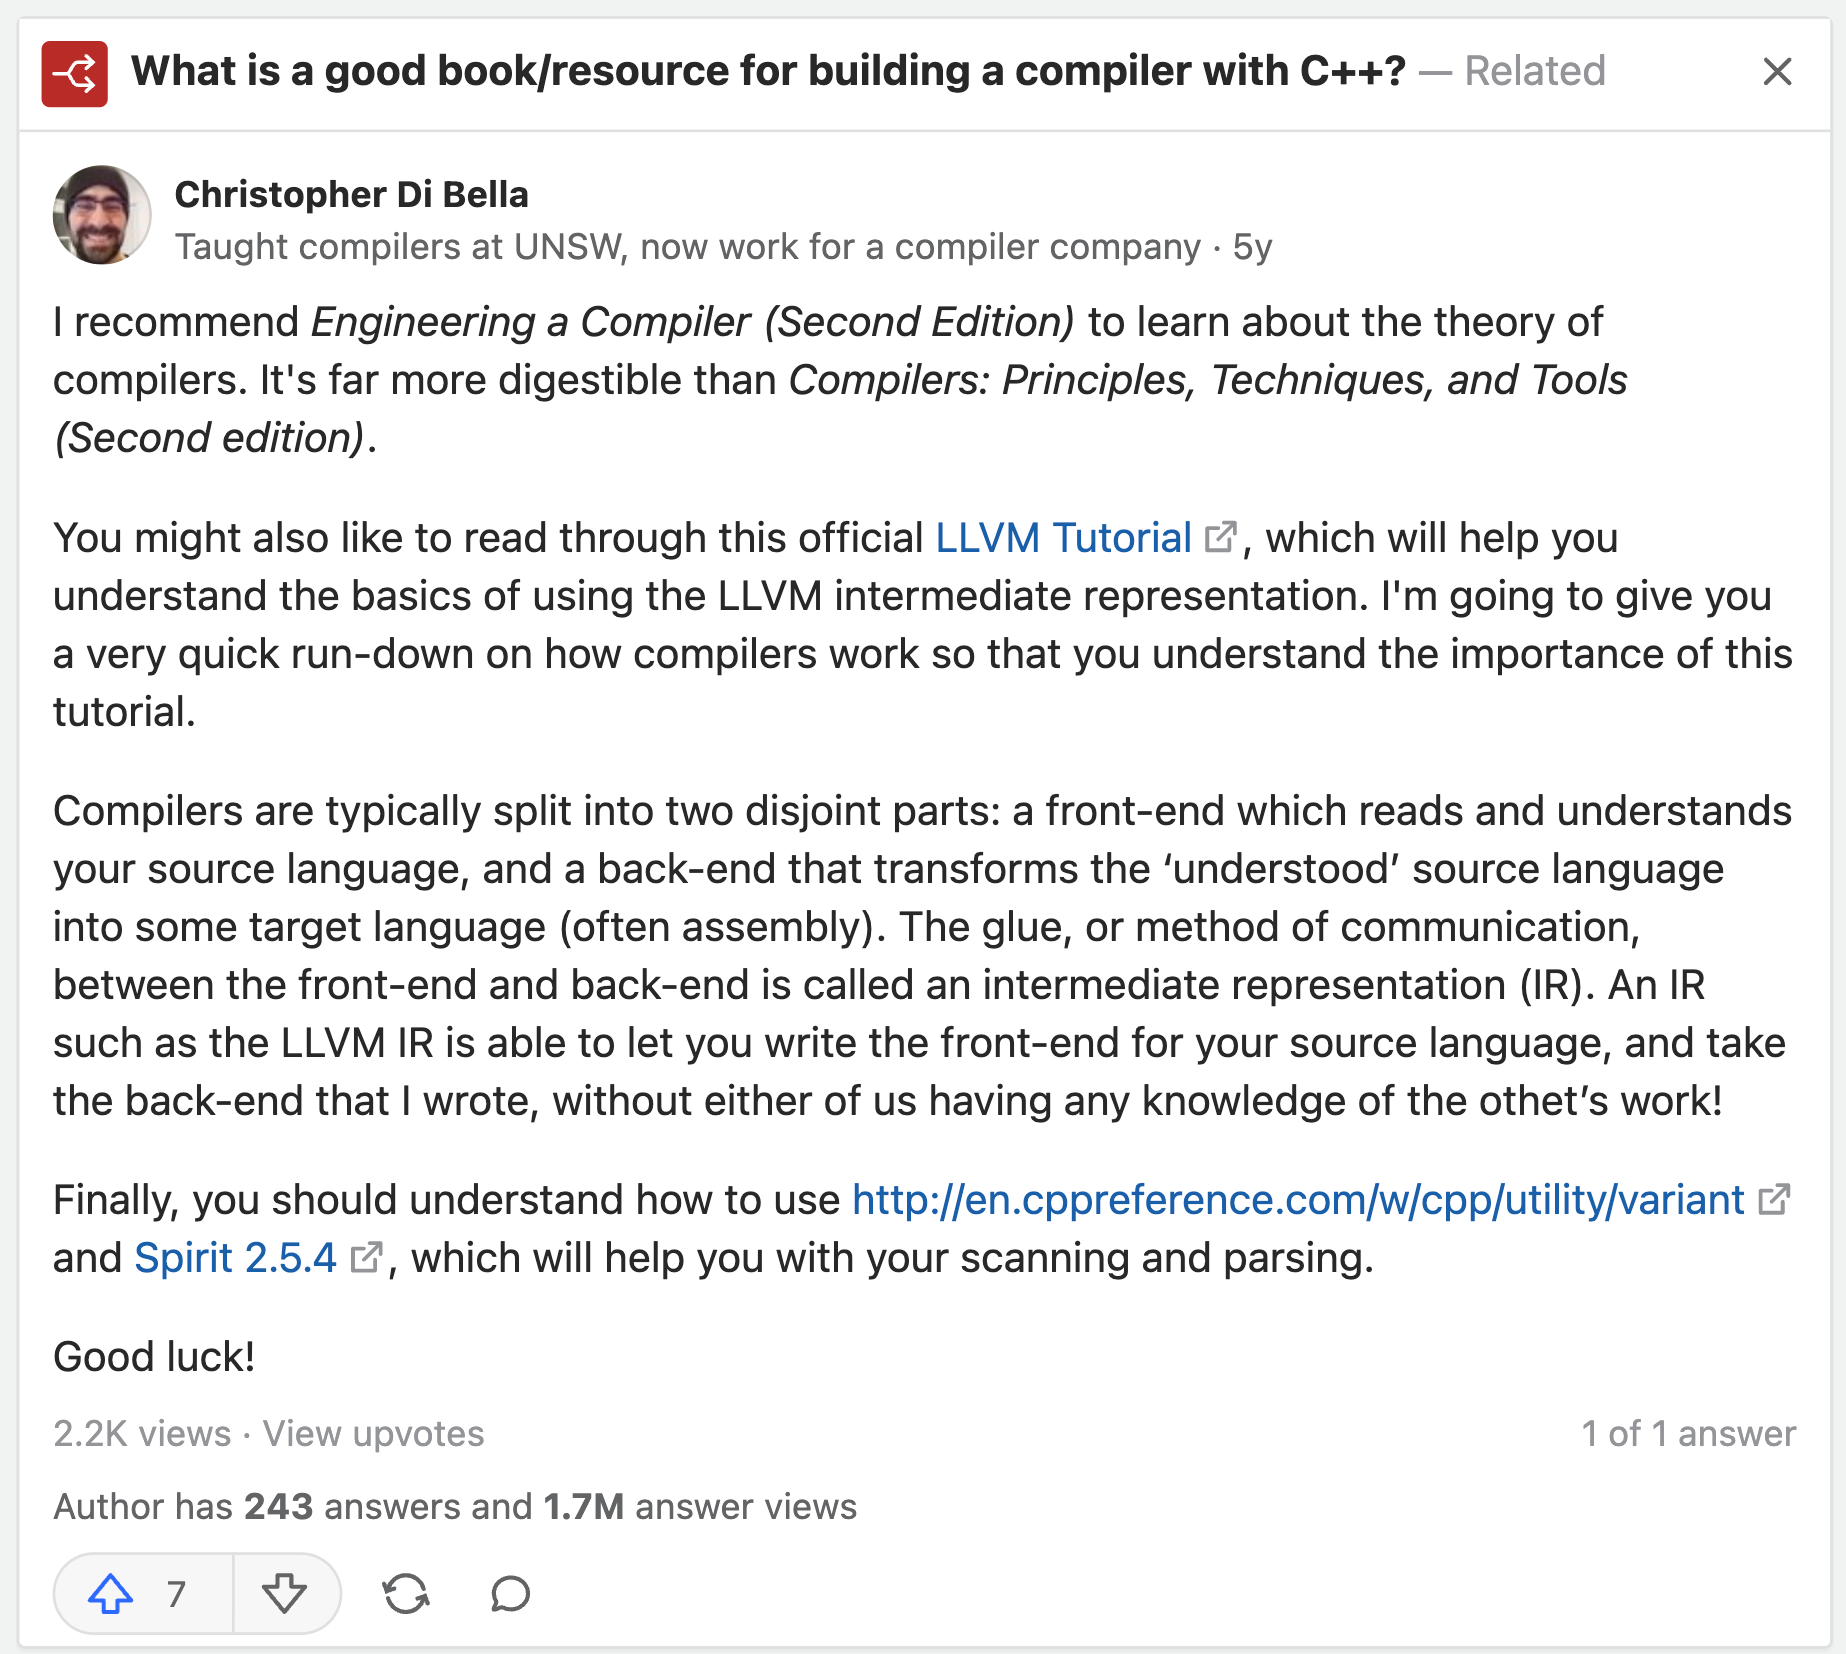 What is a good book/resource for building a compiler with C++? — Related
Christopher Di Bella
Taught compilers at UNSW, now work for a compiler company · 5y
I recommend Engineering a Compiler (Second Edition) to learn about the theory of
compilers. It's far more digestible than Compilers: Principles, Techniques, and Tools
(Second edition).
You might also like to read through this official LLVM Tutorial, which will help you
understand the basics of using the LLVM intermediate representation. I'm going to give you
a very quick run-down on how compilers work so that you understand the importance of this
tutorial.
Compilers are typically split into two disjoint parts: a front-end which reads and understands
your source language, and a back-end that transforms the ‘understood’ source language
into some target language (often assembly). The glue, or method of communication,
between the front-end and back-end is called an intermediate representation (IR). An IR
such as the LLVM IR is able to let you write the front-end for your source language, and take
the back-end that I wrote, without either of us having any knowledge of the othet’s work!
Finally, you should understand how to use http://en.cppreference.com/w/cpp/utility/variant
and Spirit 2.5.4, which will help you with your scanning and parsing.
Good luck!
2.2K views · View upvotes
1 of 1 answer
Author has 243 answers and 1.7M answer views
7